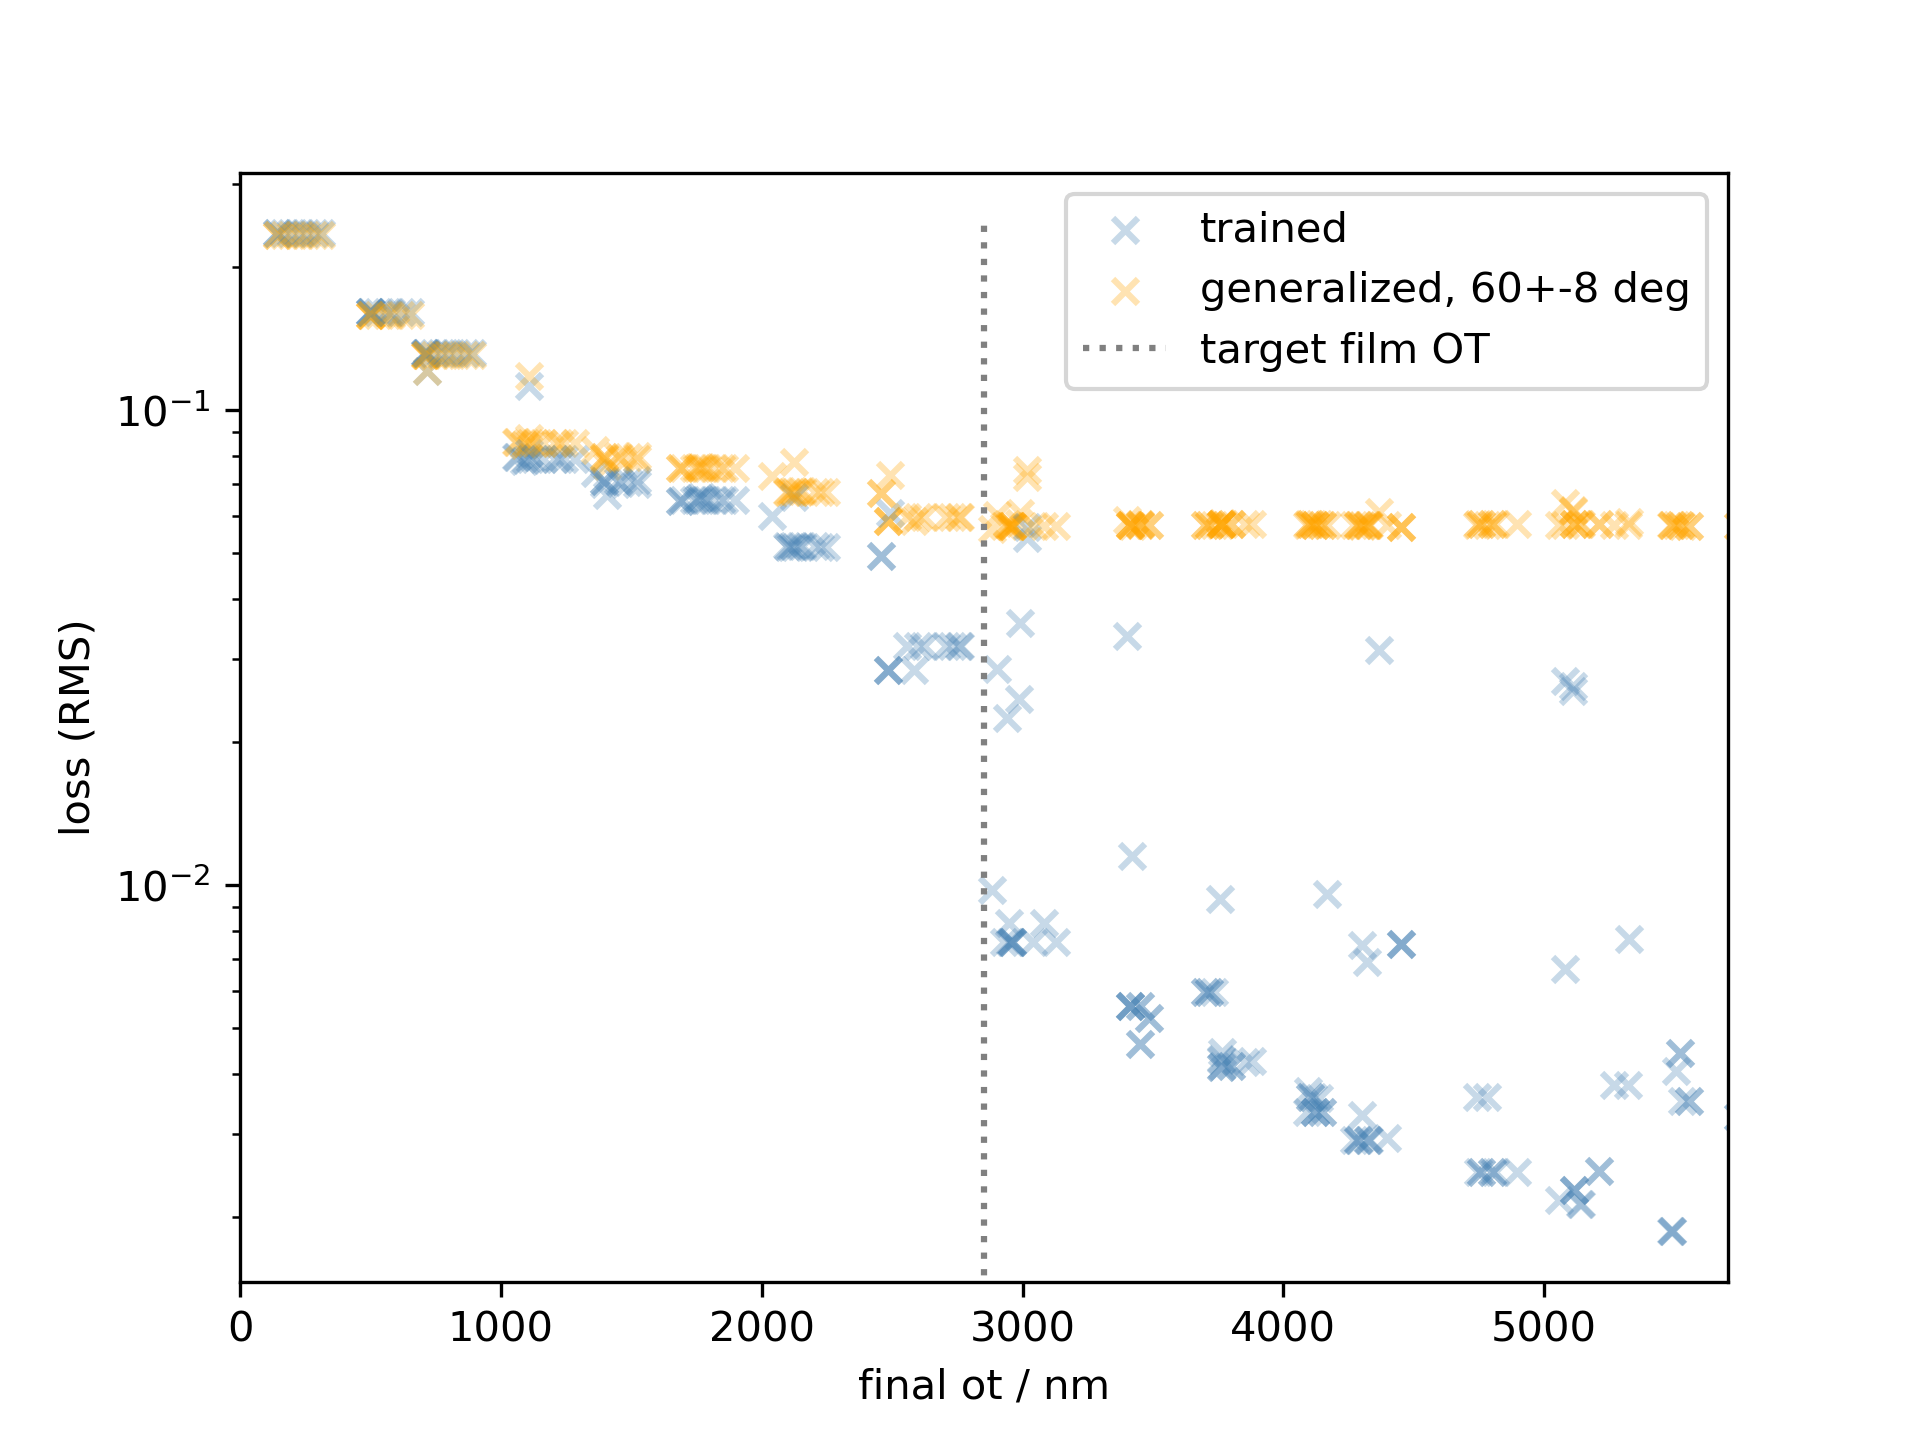 trained
generalized, 60+-8 deg
target film OT
10⁻¹
10⁻²
loss (RMS)
0 1000 2000 3000 4000 5000
final ot / nm